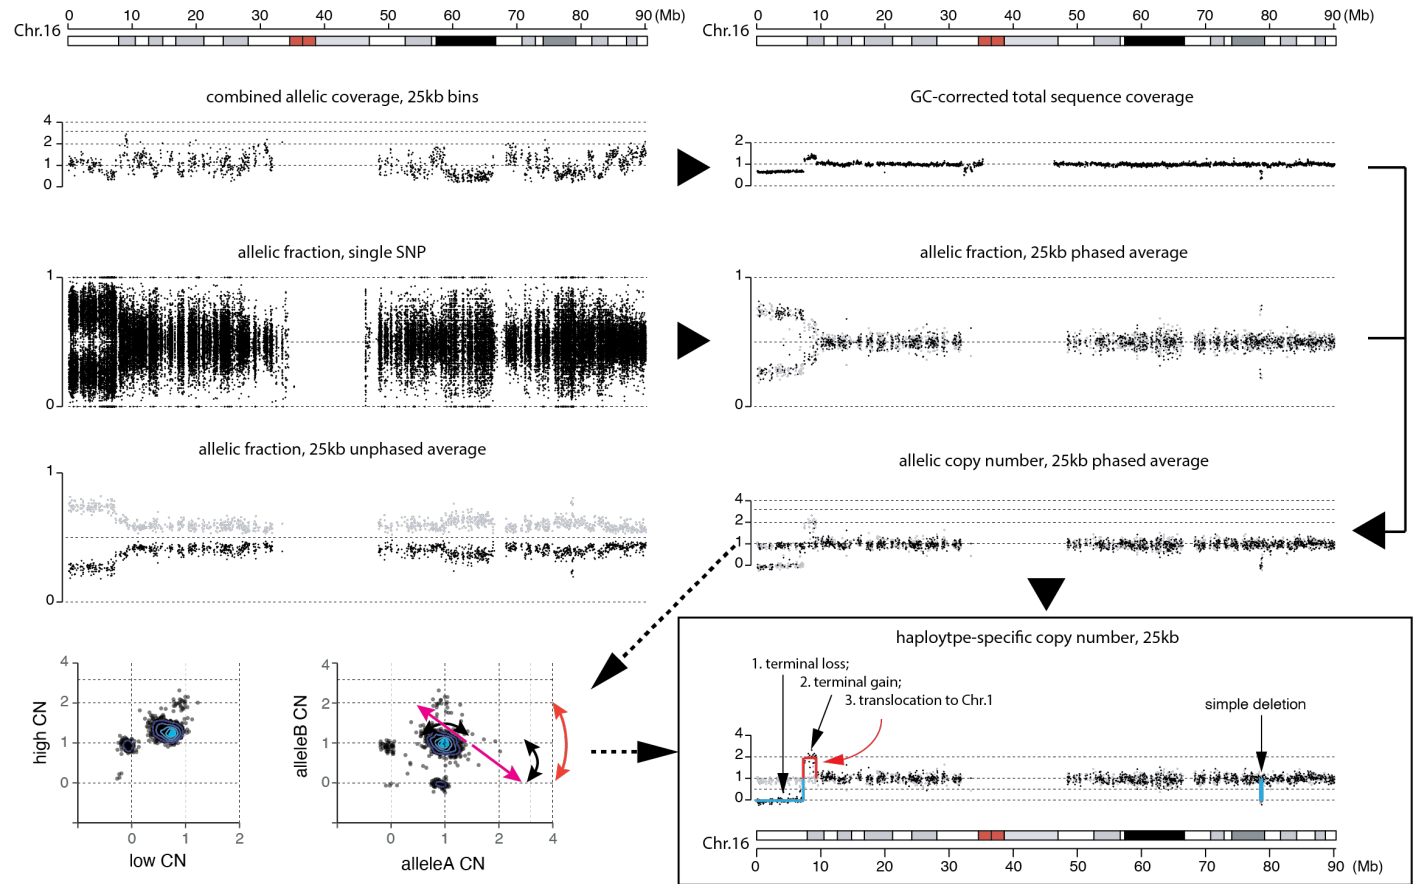 0 10 20 30 40 50 60 70 80 90 (Mb)
Chr.16
0 10 20 30 40 50 60 70 80 90 (Mb)
Chr.16
combined allelic coverage, 25kb bins
4
2
1
0
GC-corrected total sequence coverage
2
1
0
allelic fraction, single SNP
1
0
allelic fraction, 25kb phased average
1
0
allelic fraction, 25kb unphased average
1
0
allelic copy number, 25kb phased average
4
2
1
0
high CN
4
2
1
0
0 1 2
low CN
alleleB CN
4
2
1
0
0 1 2 3 4
alleleA CN
haploytpe-specific copy number, 25kb
1. terminal loss;
2. terminal gain;
3. translocation to Chr.1
simple deletion
4
2
1
0
Chr.16
0 10 20 30 40 50 60 70 80 90 (Mb)